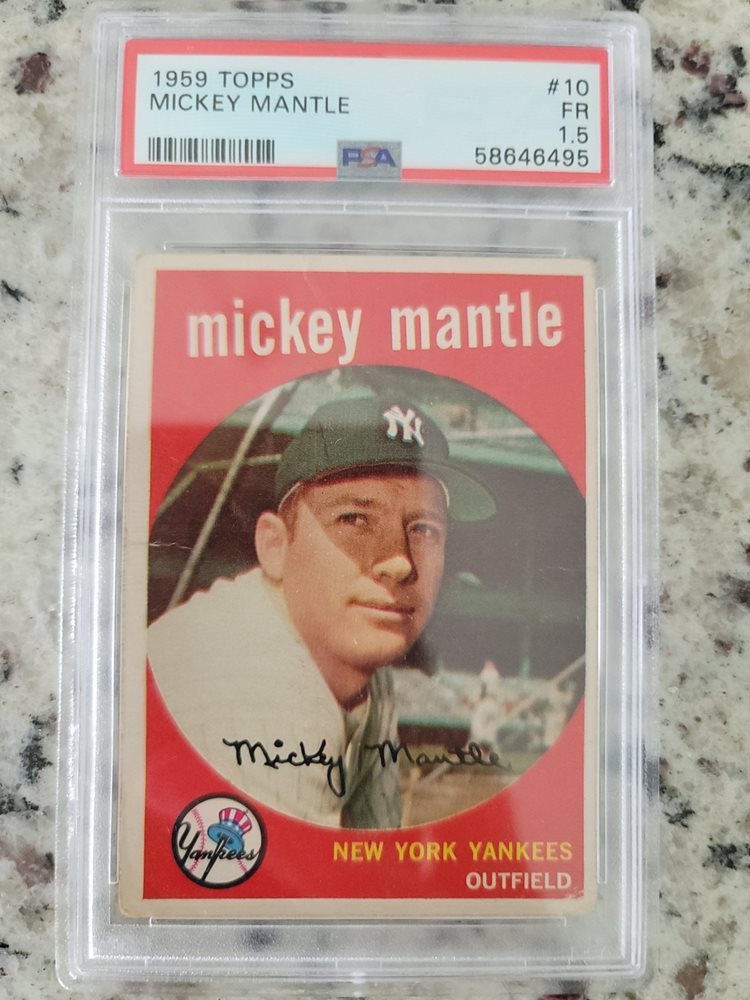 1959 TOPPS #10
MICKEY MANTLE FR
1.5
PSA 58646495
mickey mantle
NY
Mickey Mantle
Yankees
NEW YORK YANKEES
OUTFIELD